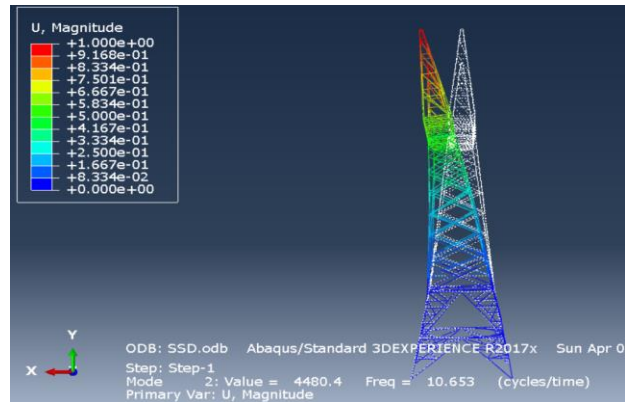 U, Magnitude
+1.000e+00
+9.168e-01
+8.334e-01
+7.501e-01
+6.667e-01
+5.834e-01
+5.000e-01
+4.167e-01
+3.334e-01
+2.500e-01
+1.667e-01
+8.334e-02
+0.000e+00
Y
X
ODB: SSD.odb Abaqus/Standard 3DEXPERIENCE R2017x Sun Apr 0
Step: Step-1
Mode 2: Value = 4480.4 Freq = 10.653 (cycles/time)
Primary Var: U, Magnitude